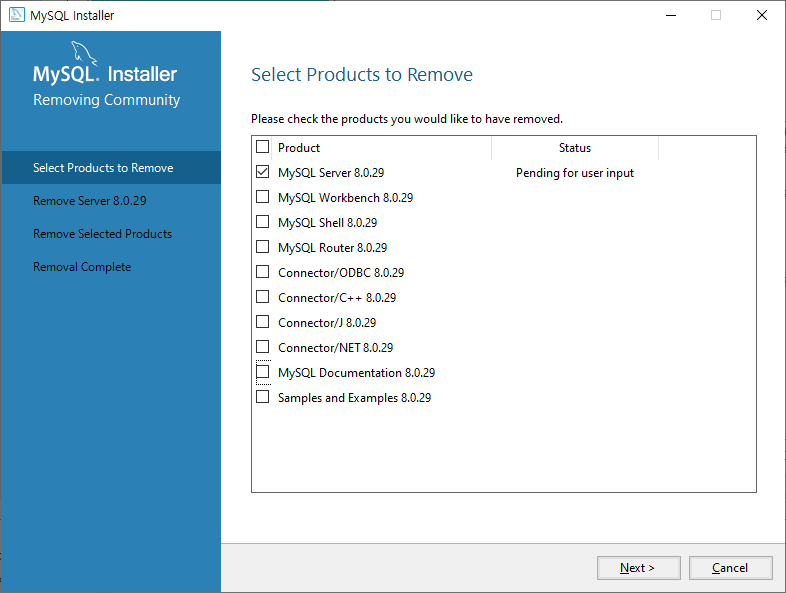 MySQL Installer
MySQL. Installer
Removing Community
Select Products to Remove
Remove Server 8.0.29
Remove Selected Products
Removal Complete
Select Products to Remove
Please check the products you would like to have removed.
Product Status
MySQL Server 8.0.29 Pending for user input
MySQL Workbench 8.0.29
MySQL Shell 8.0.29
MySQL Router 8.0.29
Connector/ODBC 8.0.29
Connector/C++ 8.0.29
Connector/J 8.0.29
Connector/NET 8.0.29
MySQL Documentation 8.0.29
Samples and Examples 8.0.29
Next > Cancel